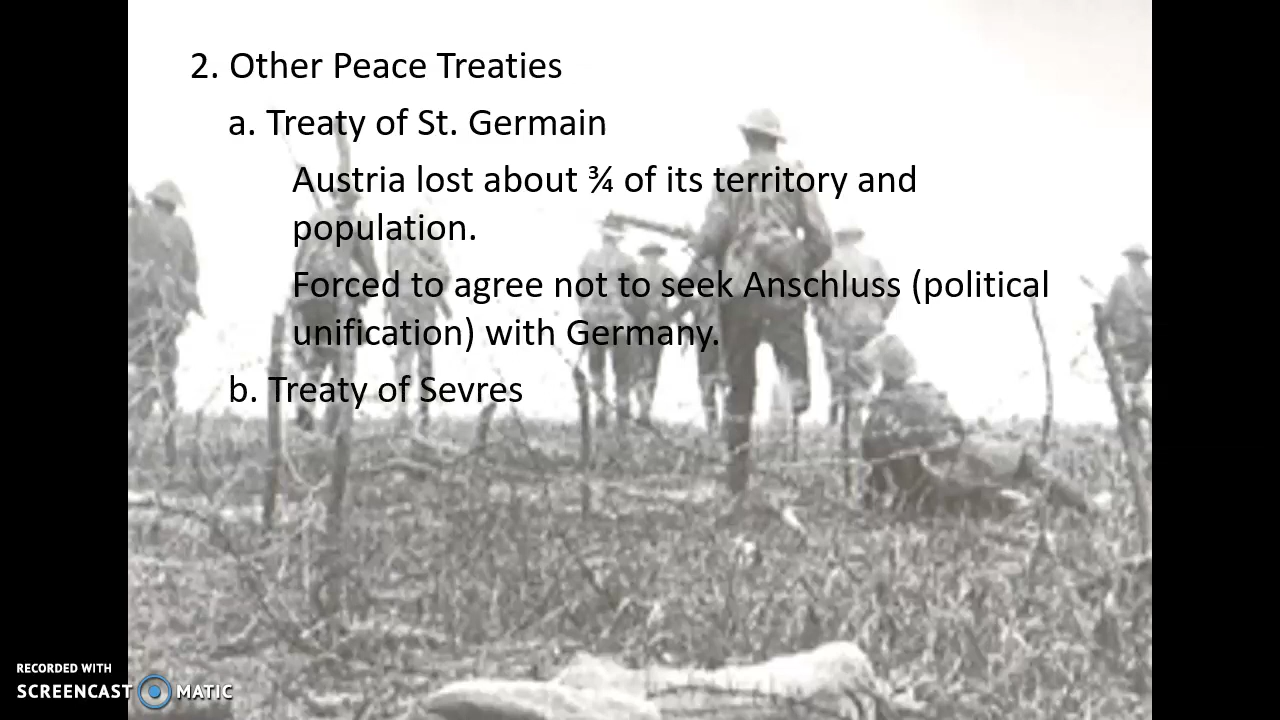 2. Other Peace Treaties
a. Treaty of St. Germain
Austria lost about ¾ of its territory and
population.
Forced to agree not to seek Anschluss (political
unification) with Germany.
b. Treaty of Sevres
RECORDED WITH
SCREENCAST MATIC